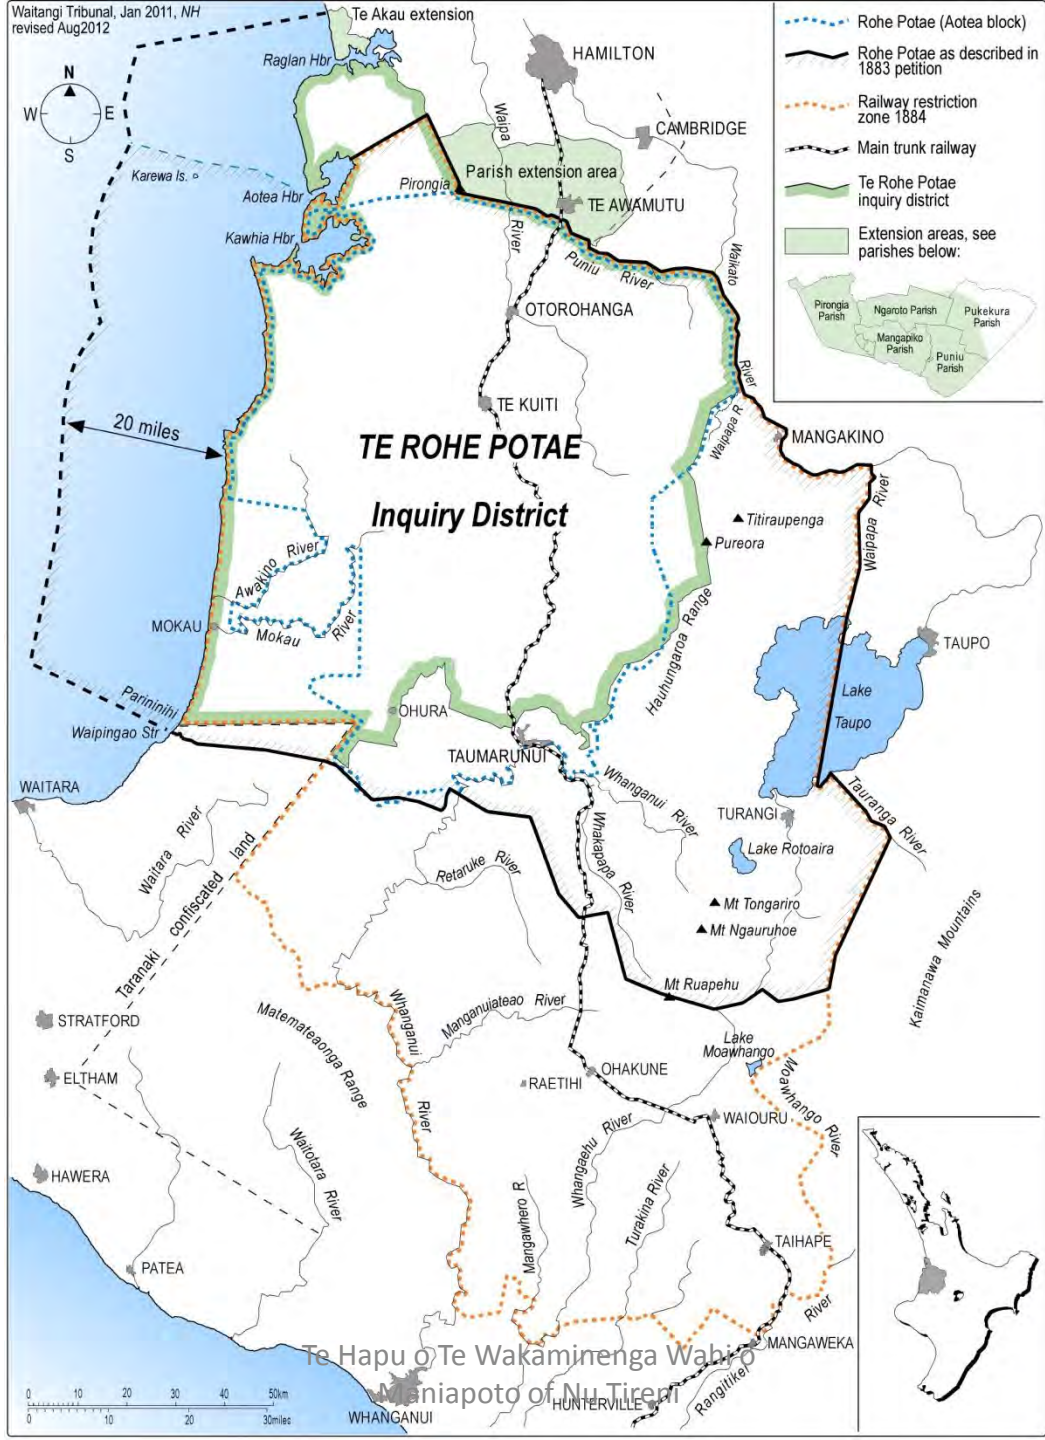 Waitangi Tribunal, Jan 2011, NH
revised Aug2012
Te Akau extension
HAMILTON
Raglan Hbr
N
W
E
S
Waipa
River
CAMBRIDGE
Karewa Is.
Parish extension area
Pirongia
Aotea Hbr
TE AWAMUTU
Kawhia Hbr
Puniu River
Waikato
River
OTOROHANGA
TE KUITI
20 miles
TE ROHE POTAE
Inquiry District
Waipapa R
MANGAKINO
Waipapa River
Titiraupenga
Pureora
Awakino River
MOKAU
Mokau River
Hauhungaroa Range
TAUPO
Lake
Taupo
Parininihi
Waipingao Str
OHURA
TAUMARUNUI
WAITARA
Waitara River
Whanganui River
TURANGI
Tauranga River
Whakapapa River
Lake Rotoaira
Retaruke River
Taranaki confiscated land
Mt Tongariro
Mt Ngauruhoe
Kaimanawa Mountains
Mt Ruapehu
STRATFORD
Whanganui
River
Manganuiateao River
Matemateaonga Range
Lake
Moawhango
Moawhango River
ELTHAM
RAETIHI
OHAKUNE
WAIOURU
Waitotara River
Whangaehu River
Mangawhero R
Turakina River
HAWERA
TAIHAPE
PATEA
Rangitikei
River
MANGAWEKA
HUNTERVILLE
WHANGANUI
Te Hapu o Te Wakaminenga Wahi o
Maniapoto of Nu Tireni
0 10 20 30 40 50km
0 10 20 30miles
Rohe Potae (Aotea block)
Rohe Potae as described in
1883 petition
Railway restriction
zone 1884
Main trunk railway
Te Rohe Potae
inquiry district
Extension areas, see
parishes below:
Pirongia
Parish
Ngaroto Parish
Pukekura
Parish
Mangapiko
Parish
Puniu
Parish